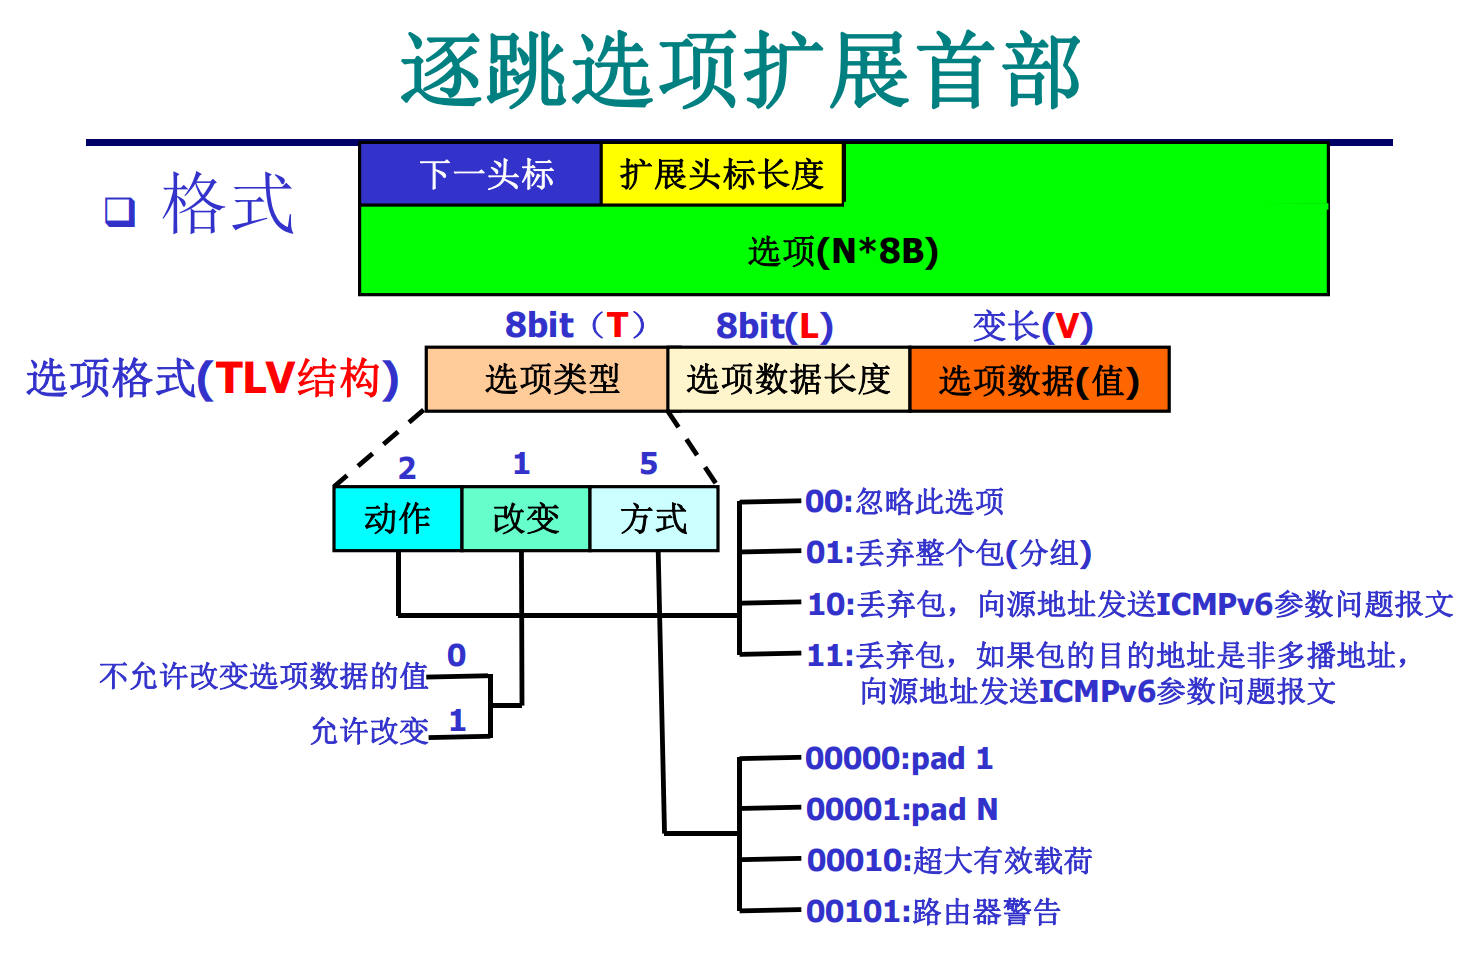 逐跳选项扩展首部
格式
下一头标 扩展头标长度
选项(N*8B)
8bit（T） 8bit(L) 变长(V)
选项格式(TLV结构) 选项类型 选项数据长度 选项数据(值)
2 1 5
动作 改变 方式
00:忽略此选项
01:丢弃整个包(分组)
10:丢弃包，向源地址发送ICMPv6参数问题报文
11:丢弃包，如果包的目的地址是非多播地址，
向源地址发送ICMPv6参数问题报文
不允许改变选项数据的值 0
允许改变 1
00000:pad 1
00001:pad N
00010:超大有效载荷
00101:路由器警告